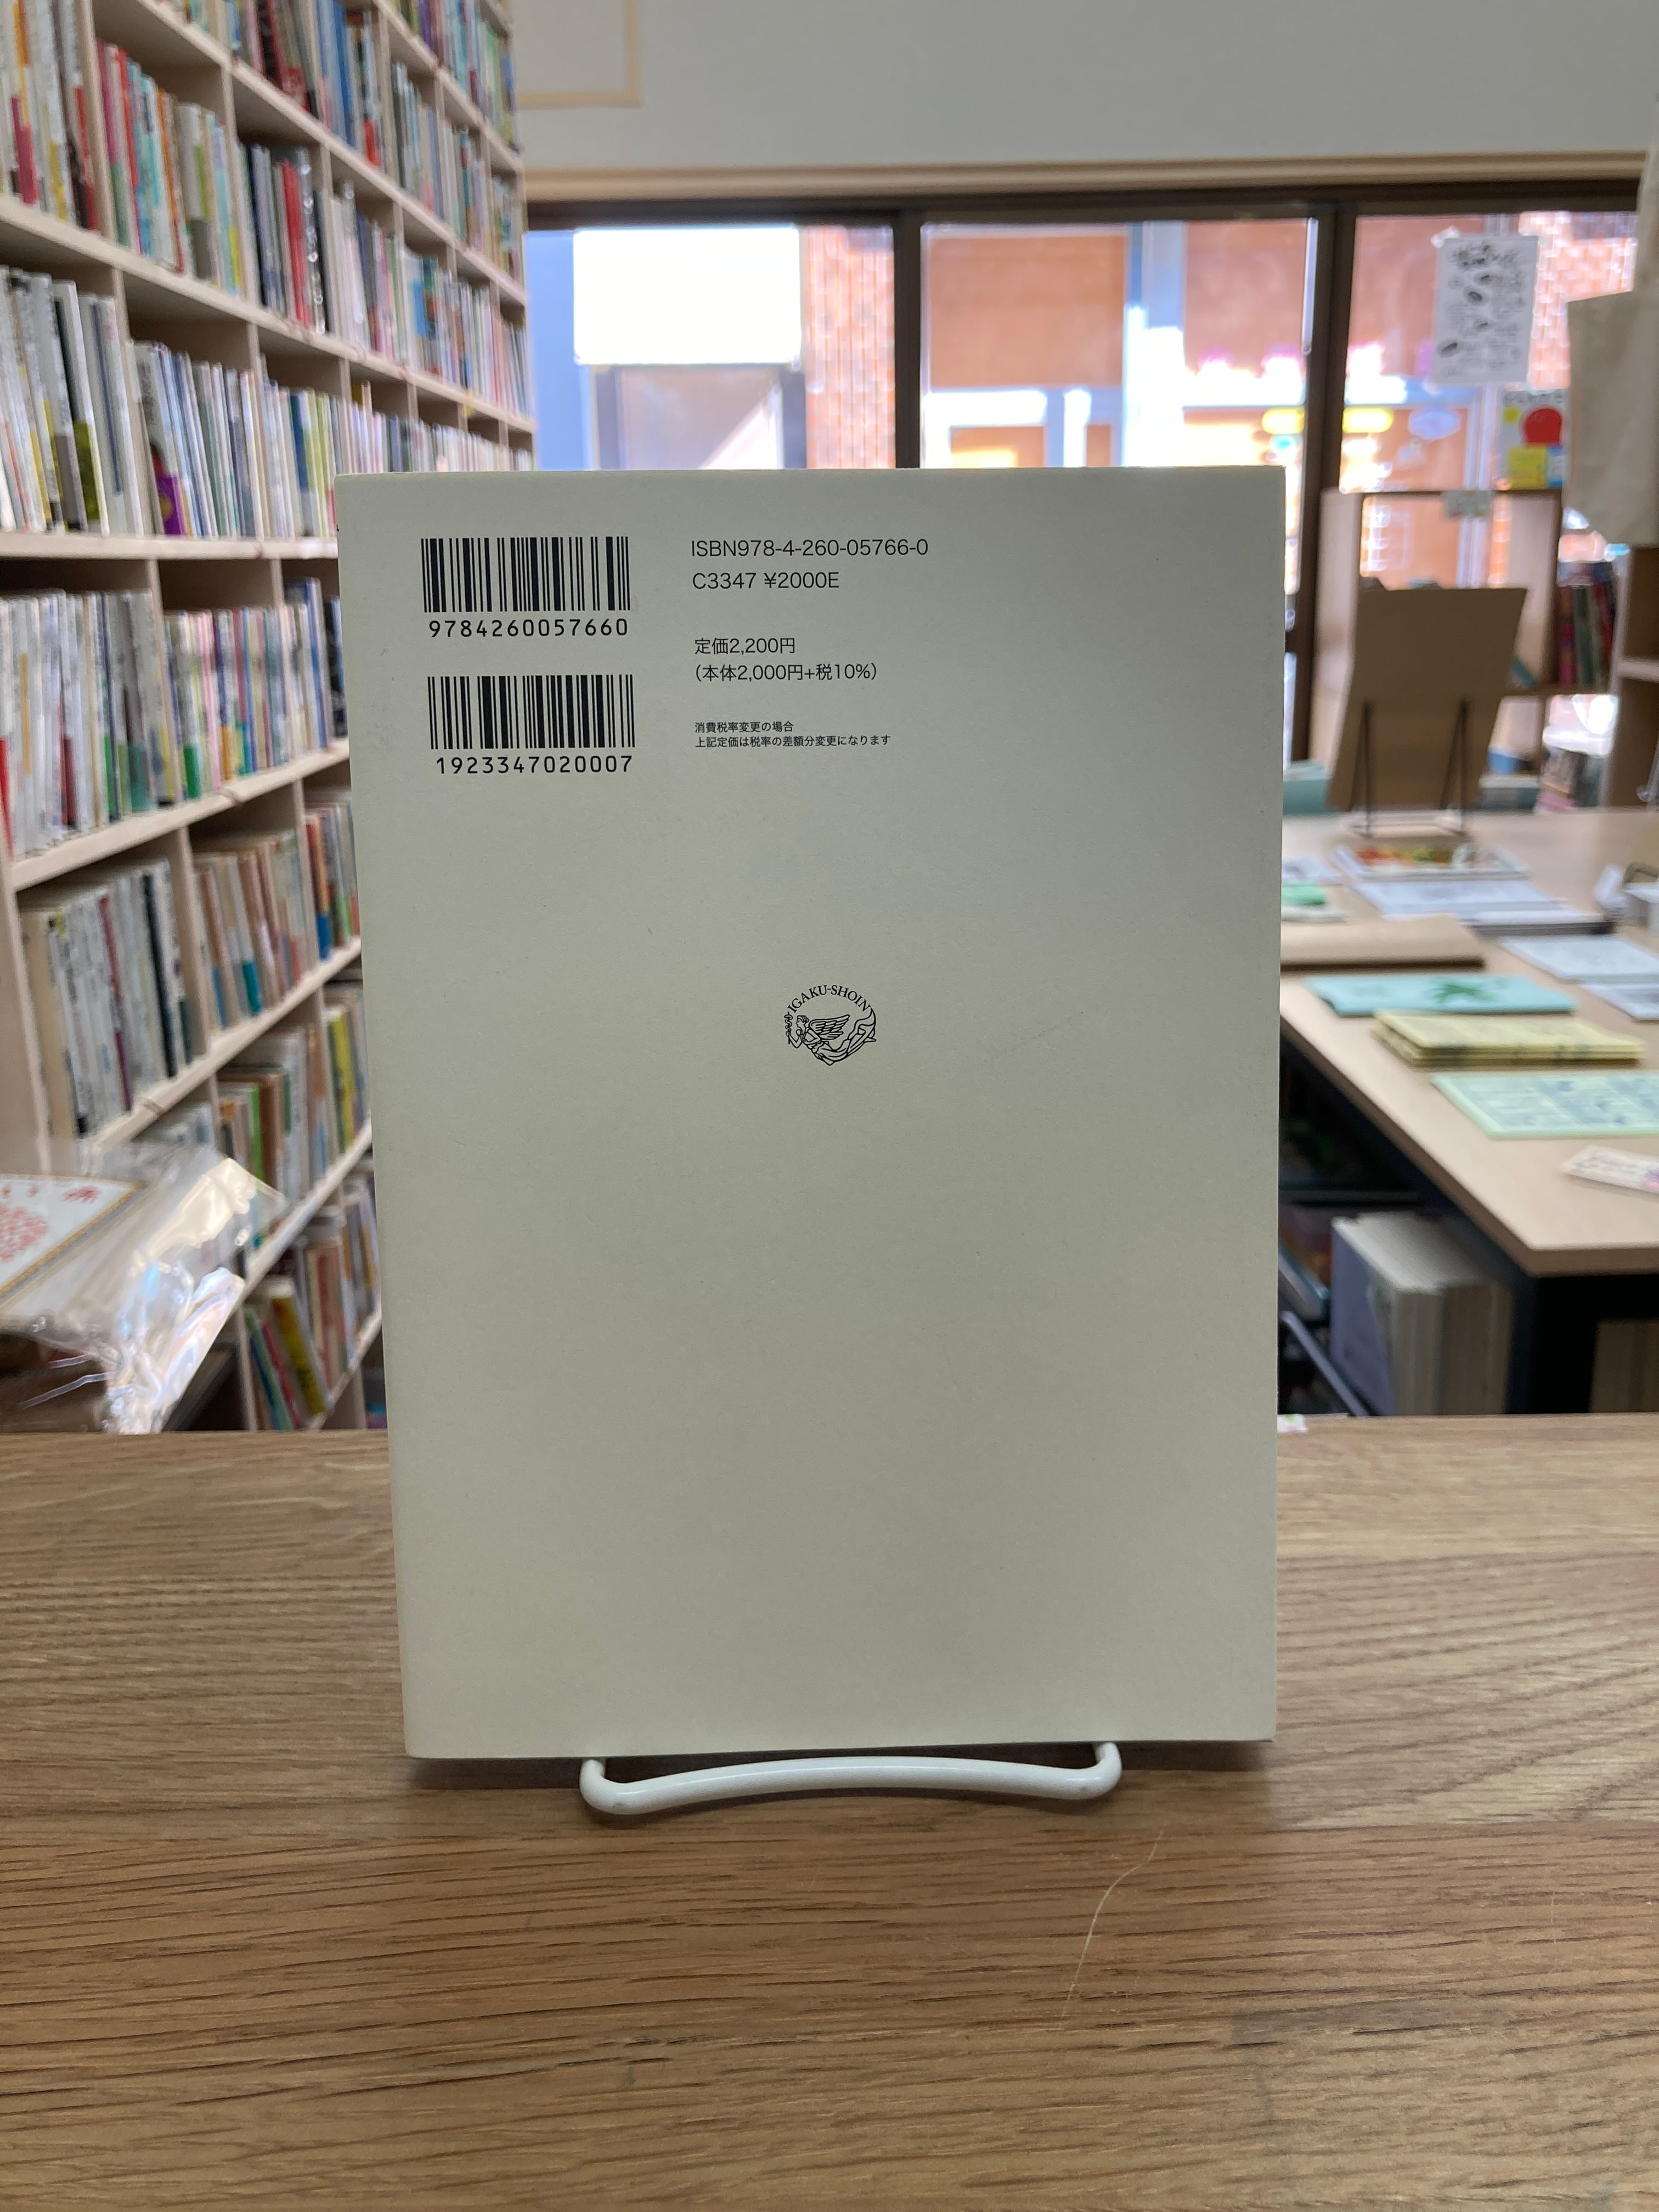 ISBN978-4-260-05766-0
C3347 ¥2000E
9784260057660
定価2,200円
(本体2,000円+税10%)
消費税率変更の場合
上記定価は税率の差額分変更になります
1923347020007
IGAKU-SHOIN